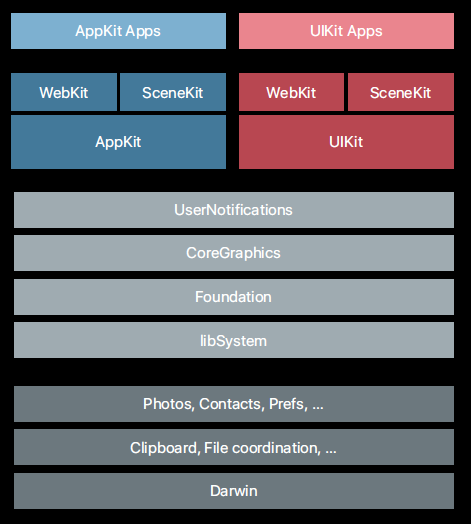 AppKit Apps
UIKit Apps
WebKit
SceneKit
WebKit
SceneKit
AppKit
UIKit
UserNotifications
CoreGraphics
Foundation
libSystem
Photos, Contacts, Prefs, ...
Clipboard, File coordination, ...
Darwin